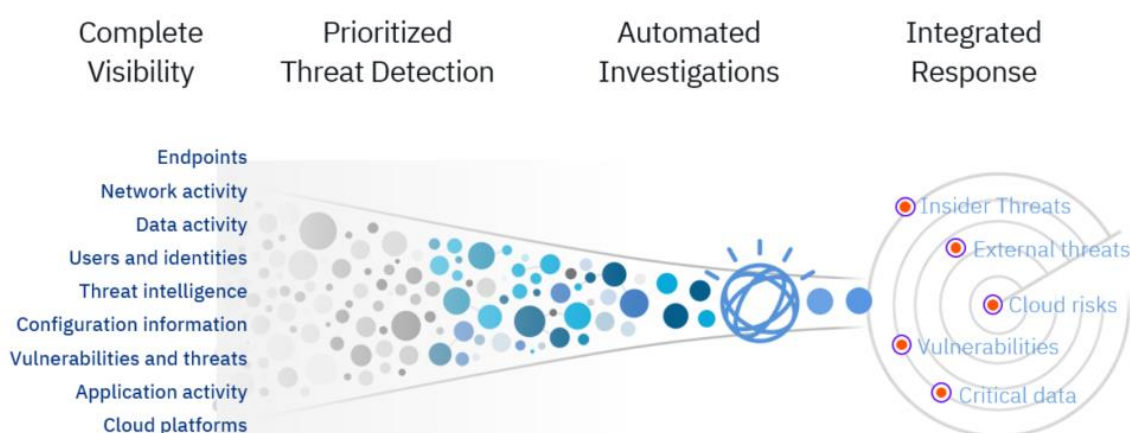 Complete
Visibility
Prioritized
Threat Detection
Automated
Investigations
Integrated
Response
Endpoints
Network activity
Data activity
Users and identities
Threat intelligence
Configuration information
Vulnerabilities and threats
Application activity
Cloud platforms
Insider Threats
External threats
Cloud risks
Vulnerabilities
Critical data